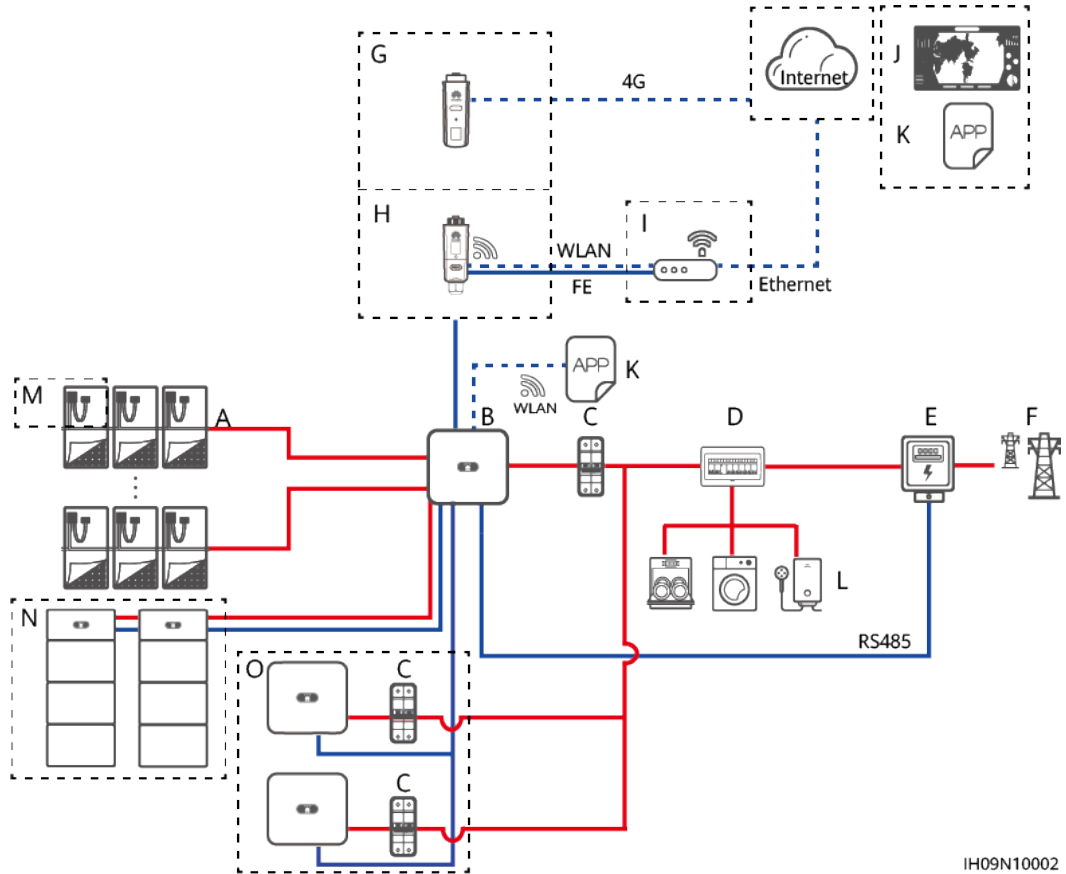 G
4G
Internet
J
K
APP
H
I
WLAN
FE
Ethernet
APP
K
WLAN
M
A
B
C
D
E
F
L
N
RS485
O
C
C
IH09N10002